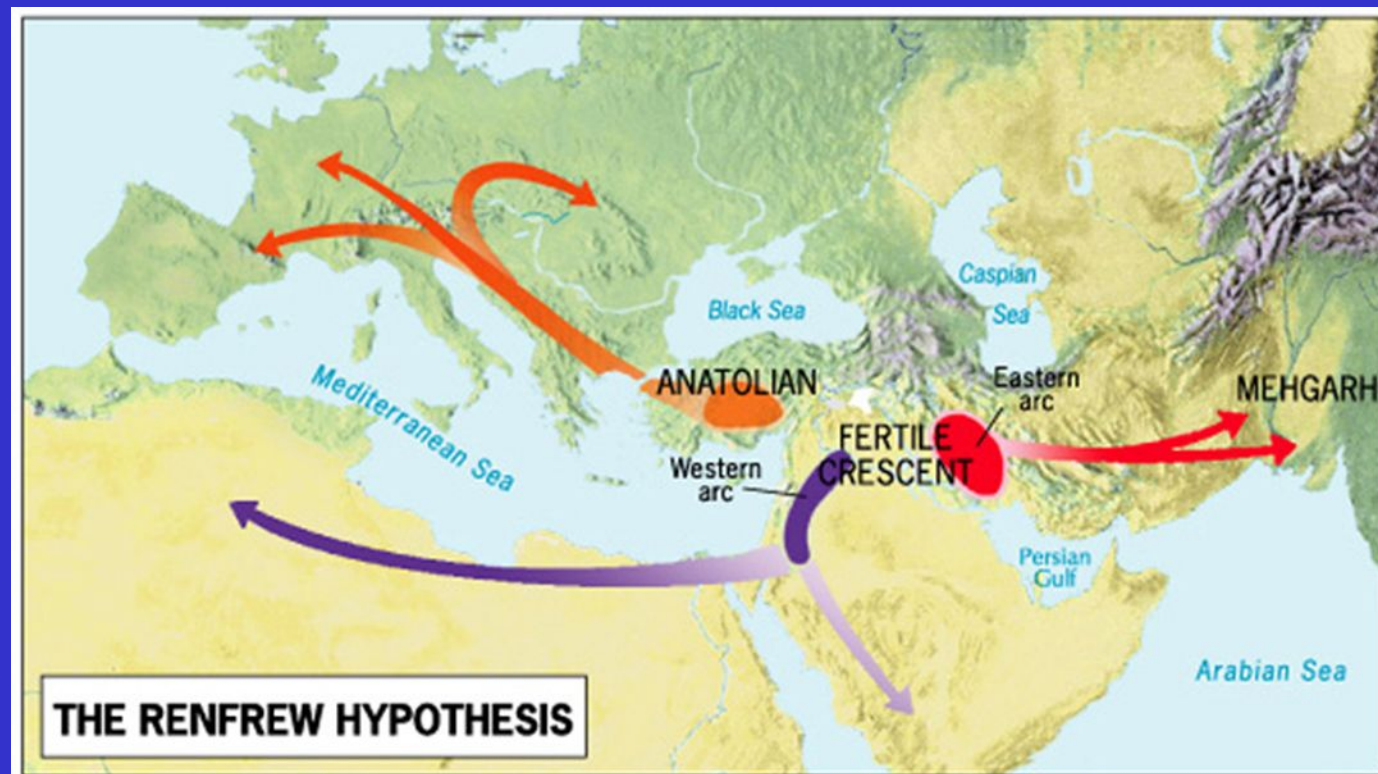 Caspian
Sea
Black Sea
Mediterranean Sea
ANATOLIAN
Eastern
arc
MEHGARH
FERTILE
CRESCENT
Western
arc
Persian
Gulf
Arabian Sea
THE RENFREW HYPOTHESIS